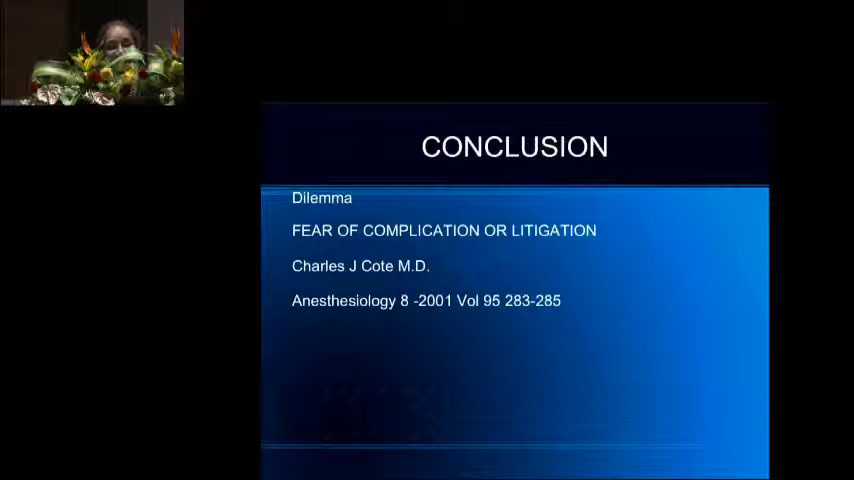 CONCLUSION
Dilemma
FEAR OF COMPLICATION OR LITIGATION
Charles J Cote M.D.
Anesthesiology 8 -2001 Vol 95 283-285